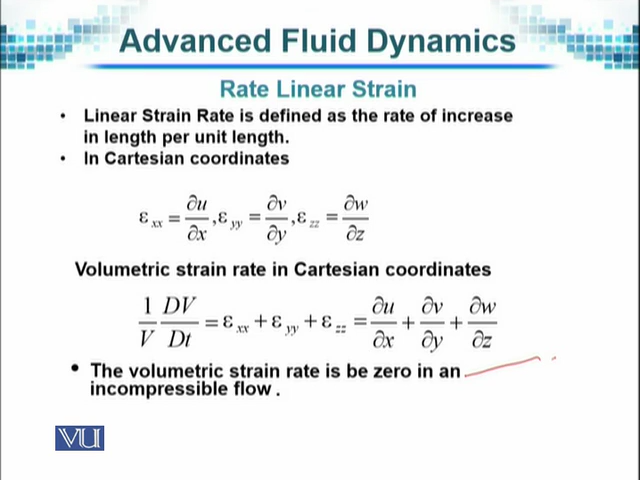 Advanced Fluid Dynamics
Rate Linear Strain
• Linear Strain Rate is defined as the rate of increase
in length per unit length.
• In Cartesian coordinates
ε_xx = ∂u/∂x , ε_yy = ∂v/∂y , ε_zz = ∂w/∂z
Volumetric strain rate in Cartesian coordinates
1/V DV/Dt = ε_xx + ε_yy + ε_zz = ∂u/∂x + ∂v/∂y + ∂w/∂z
• The volumetric strain rate is be zero in an
incompressible flow .
VU